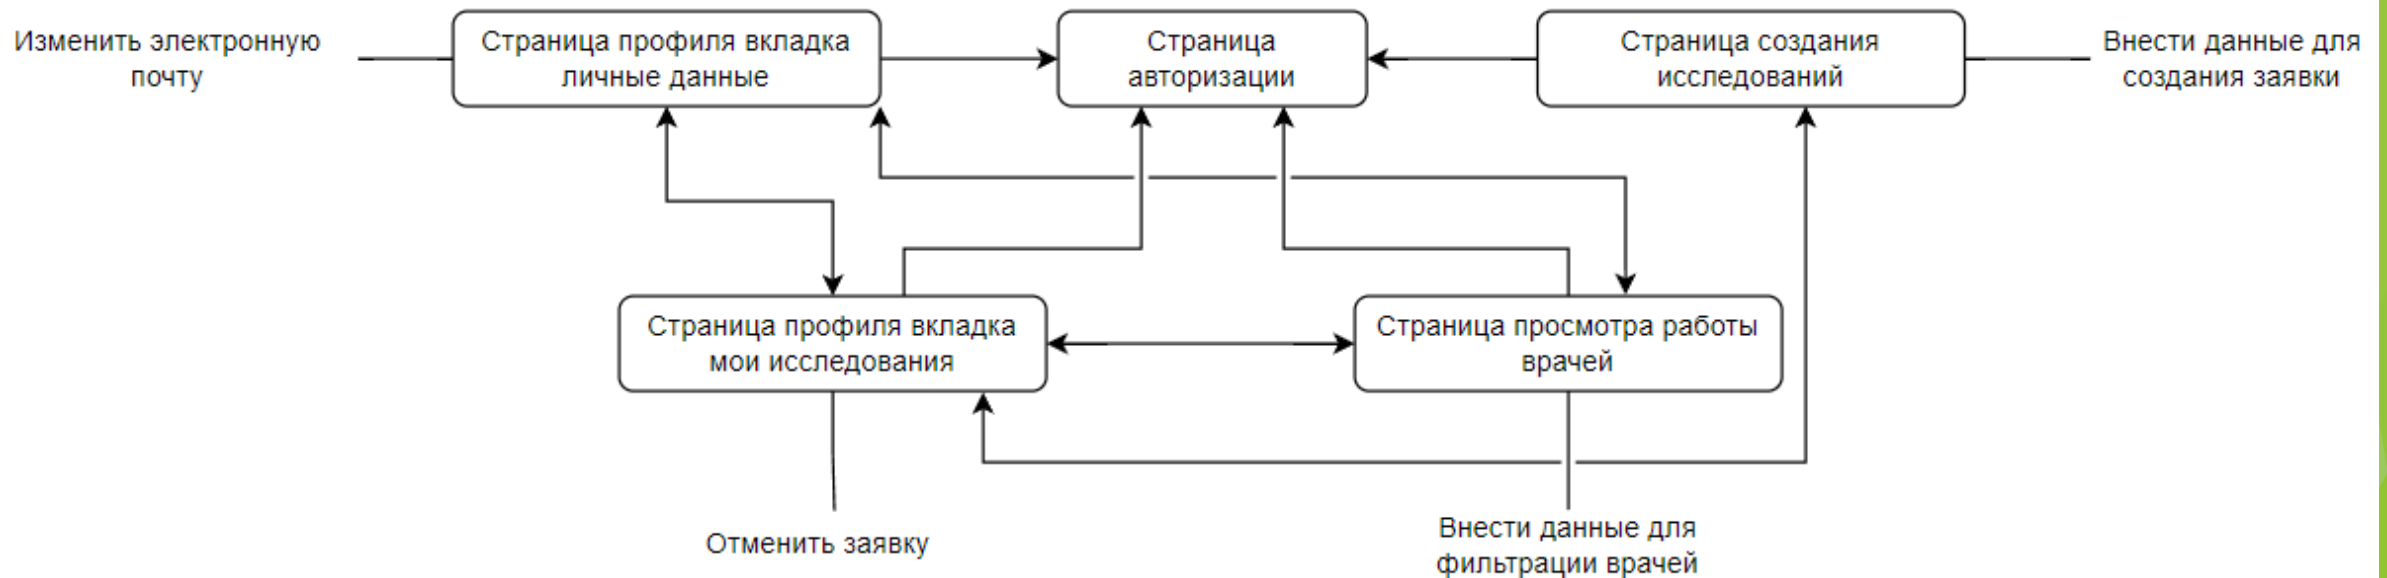 Изменить электронную
почту
Страница профиля вкладка
личные данные
Страница
авторизации
Страница создания
исследований
Внести данные для
создания заявки
Страница профиля вкладка
мои исследования
Страница просмотра работы
врачей
Отменить заявку
Внести данные для
фильтрации врачей